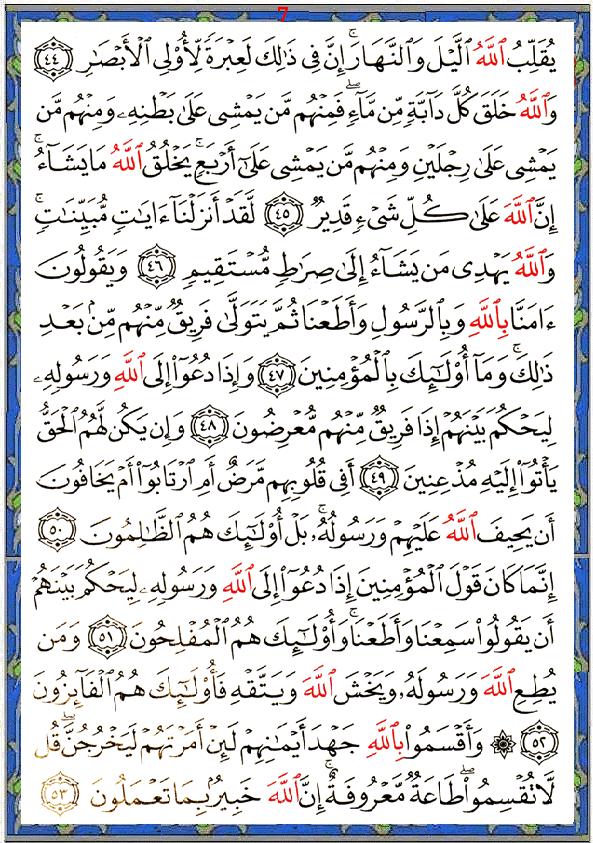 7
يُقَلِّبُ ٱللَّهُ ٱلَّيْلَ وَٱلنَّهَارَ ۚ إِنَّ فِى ذَٰلِكَ لَعِبْرَةً لِّأُو۟لِى ٱلْأَبْصَٰرِ ٤٤
وَٱللَّهُ خَلَقَ كُلَّ دَآبَّةٍ مِّن مَّآءٍ ۖ فَمِنْهُم مَّن يَمْشِى عَلَىٰ بَطْنِهِۦ وَمِنْهُم مَّن
يَمْشِى عَلَىٰ رِجْلَيْنِ وَمِنْهُم مَّن يَمْشِى عَلَىٰٓ أَرْبَعٍ ۚ يَخْلُقُ ٱللَّهُ مَا يَشَآءُ ۚ
إِنَّ ٱللَّهَ عَلَىٰ كُلِّ شَىْءٍ قَدِيرٌ ٤٥ لَّقَدْ أَنزَلْنَآ ءَايَٰتٍ مُّبَيِّنَٰتٍ ۚ
وَٱللَّهُ يَهْدِى مَن يَشَآءُ إِلَىٰ صِرَٰطٍ مُّسْتَقِيمٍ ٤٦ وَيَقُولُونَ
ءَامَنَّا بِٱللَّهِ وَبِٱلرَّسُولِ وَأَطَعْنَا ثُمَّ يَتَوَلَّىٰ فَرِيقٌ مِّنْهُم مِّنۢ بَعْدِ
ذَٰلِكَ ۚ وَمَآ أُو۟لَٰٓئِكَ بِٱلْمُؤْمِنِينَ ٤٧ وَإِذَا دُعُوٓا۟ إِلَى ٱللَّهِ وَرَسُولِهِۦ
لِيَحْكُمَ بَيْنَهُمْ إِذَا فَرِيقٌ مِّنْهُم مُّعْرِضُونَ ٤٨ وَإِن يَكُن لَّهُمُ ٱلْحَقُّ
يَأْتُوٓا۟ إِلَيْهِ مُذْعِنِينَ ٤٩ أَفِى قُلُوبِهِم مَّرَضٌ أَمِ ٱرْتَابُوٓا۟ أَمْ يَخَافُونَ
أَن يَحِيفَ ٱللَّهُ عَلَيْهِمْ وَرَسُولُهُۥ ۚ بَلْ أُو۟لَٰٓئِكَ هُمُ ٱلظَّٰلِمُونَ ٥٠
إِنَّمَا كَانَ قَوْلَ ٱلْمُؤْمِنِينَ إِذَا دُعُوٓا۟ إِلَى ٱللَّهِ وَرَسُولِهِۦ لِيَحْكُمَ بَيْنَهُمْ
أَن يَقُولُوا۟ سَمِعْنَا وَأَطَعْنَا ۚ وَأُو۟لَٰٓئِكَ هُمُ ٱلْمُفْلِحُونَ ٥١ وَمَن
يُطِعِ ٱللَّهَ وَرَسُولَهُۥ وَيَخْشَ ٱللَّهَ وَيَتَّقْهِ فَأُو۟لَٰٓئِكَ هُمُ ٱلْفَآئِزُونَ
٥٢ ۞ وَأَقْسَمُوا۟ بِٱللَّهِ جَهْدَ أَيْمَٰنِهِمْ لَئِنْ أَمَرْتَهُمْ لَيَخْرُجُنَّ ۖ قُل
لَّا تُقْسِمُوا۟ ۖ طَاعَةٌ مَّعْرُوفَةٌ ۚ إِنَّ ٱللَّهَ خَبِيرٌۢ بِمَا تَعْمَلُونَ ٥٣